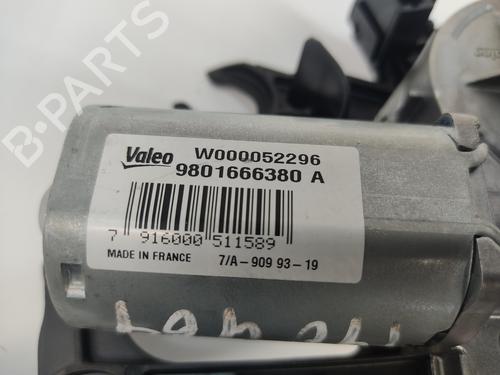 Valeo W000052296
9801666380 A
7 916000 511589
MADE IN FRANCE 7/A-909 93-19
B-PARTS